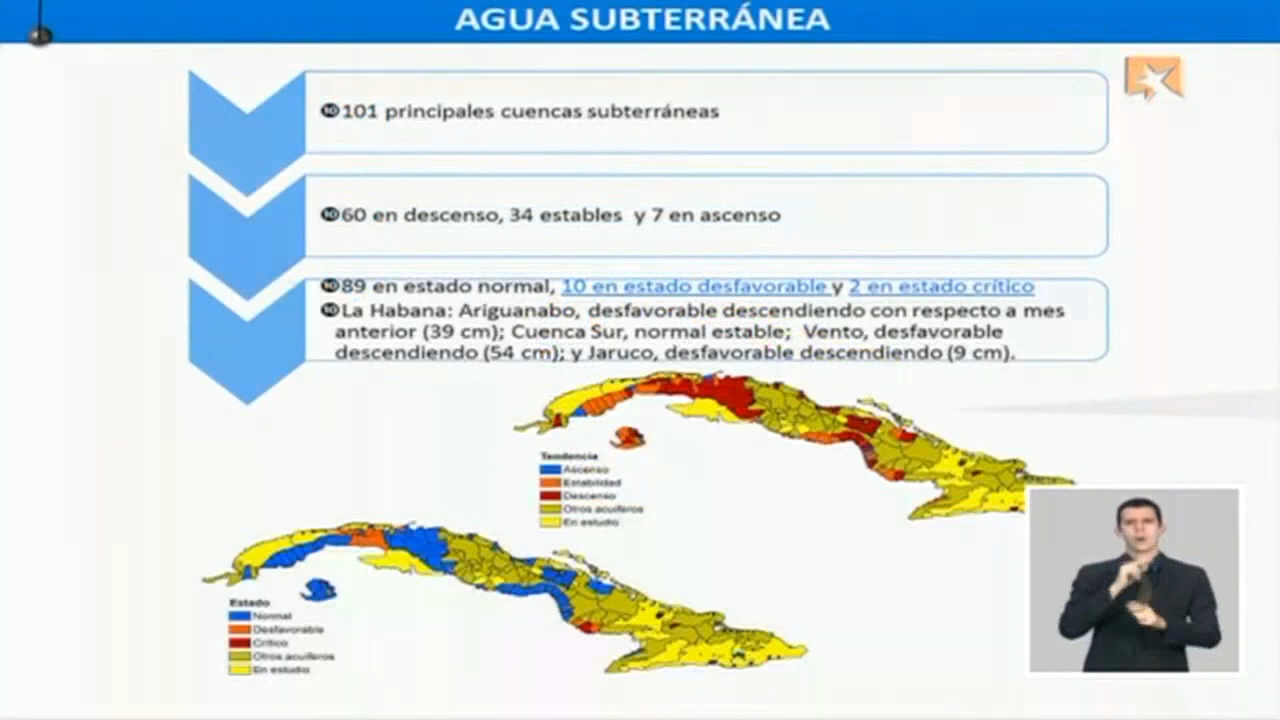 AGUA SUBTERRÁNEA
101 principales cuencas subterráneas
60 en descenso, 34 estables y 7 en ascenso
89 en estado normal, 10 en estado desfavorable y 2 en estado crítico
La Habana: Ariguanabo, desfavorable descendiendo con respecto a mes
anterior (39 cm); Cuenca Sur, normal estable; Vento, desfavorable
descendiendo (54 cm); y Jaruco, desfavorable descendiendo (9 cm).
Tendencia
Ascenso
Estabilidad
Descenso
Otros acuíferos
En estudio
Estado
Normal
Desfavorable
Crítico
Otros acuíferos
En estudio